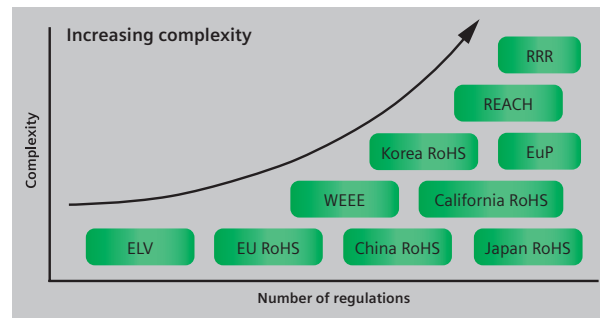 Increasing complexity
RRR
REACH
Korea RoHS
EuP
WEEE
California RoHS
ELV
EU RoHS
China RoHS
Japan RoHS
Complexity
Number of regulations